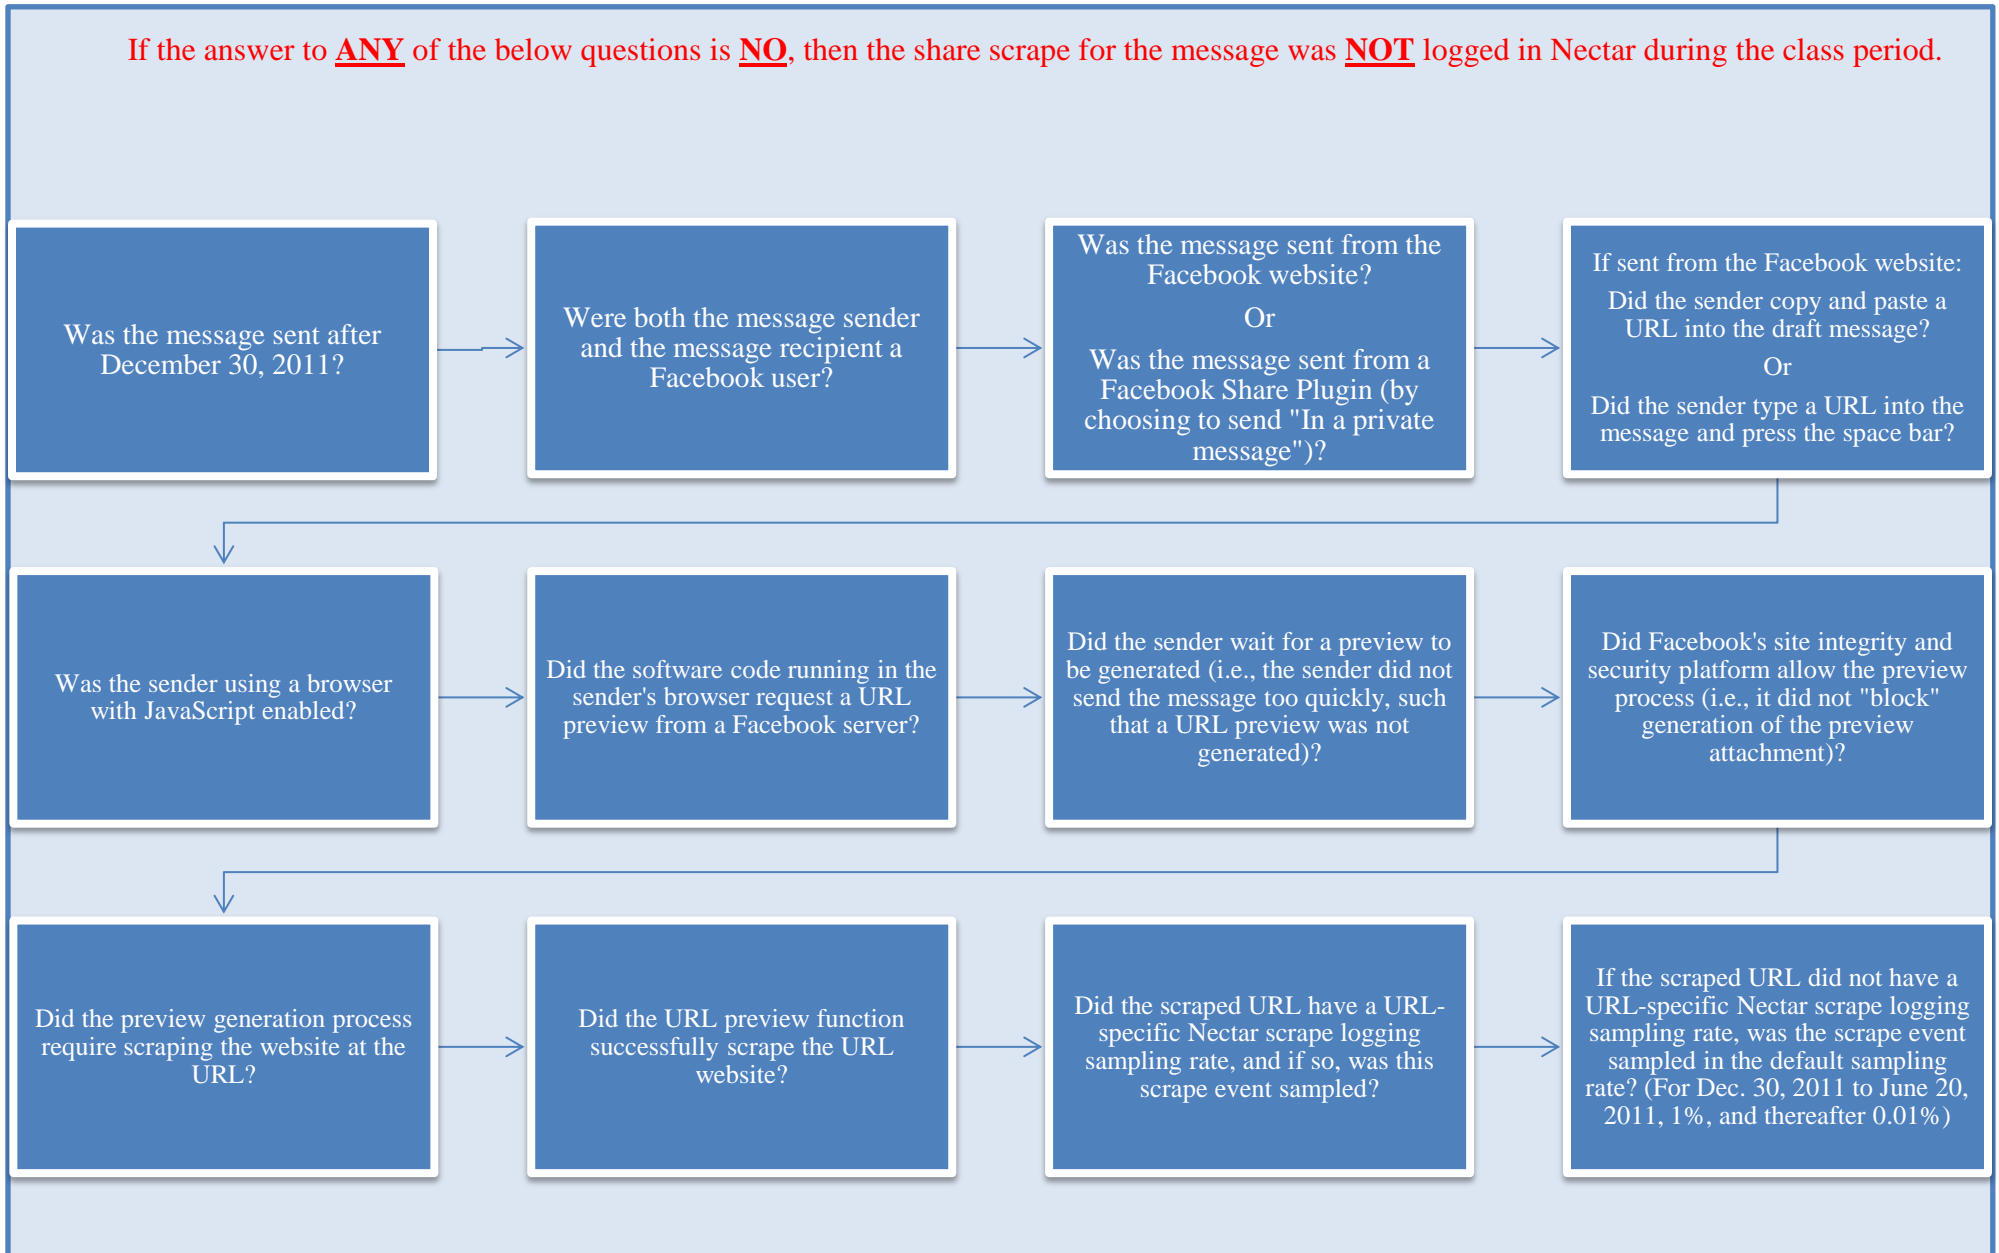 If the answer to ANY of the below questions is NO, then the share scrape for the message was NOT logged in Nectar during the class period.
Was the message sent after
December 30, 2011?
Were both the message sender
and the message recipient a
Facebook user?
Was the message sent from the
Facebook website?
Or
Was the message sent from a
Facebook Share Plugin (by
choosing to send "In a private
message")?
If sent from the Facebook website:
Did the sender copy and paste a
URL into the draft message?
Or
Did the sender type a URL into the
message and press the space bar?
Was the sender using a browser
with JavaScript enabled?
Did the software code running in the
sender's browser request a URL
preview from a Facebook server?
Did the sender wait for a preview to
be generated (i.e., the sender did not
send the message too quickly, such
that a URL preview was not
generated)?
Did Facebook's site integrity and
security platform allow the preview
process (i.e., it did not "block"
generation of the preview
attachment)?
Did the preview generation process
require scraping the website at the
URL?
Did the URL preview function
successfully scrape the URL
website?
Did the scraped URL have a URL-
specific Nectar scrape logging
sampling rate, and if so, was this
scrape event sampled?
If the scraped URL did not have a
URL-specific Nectar scrape logging
sampling rate, was the scrape event
sampled in the default sampling
rate? (For Dec. 30, 2011 to June 20,
2011, 1%, and thereafter 0.01%)